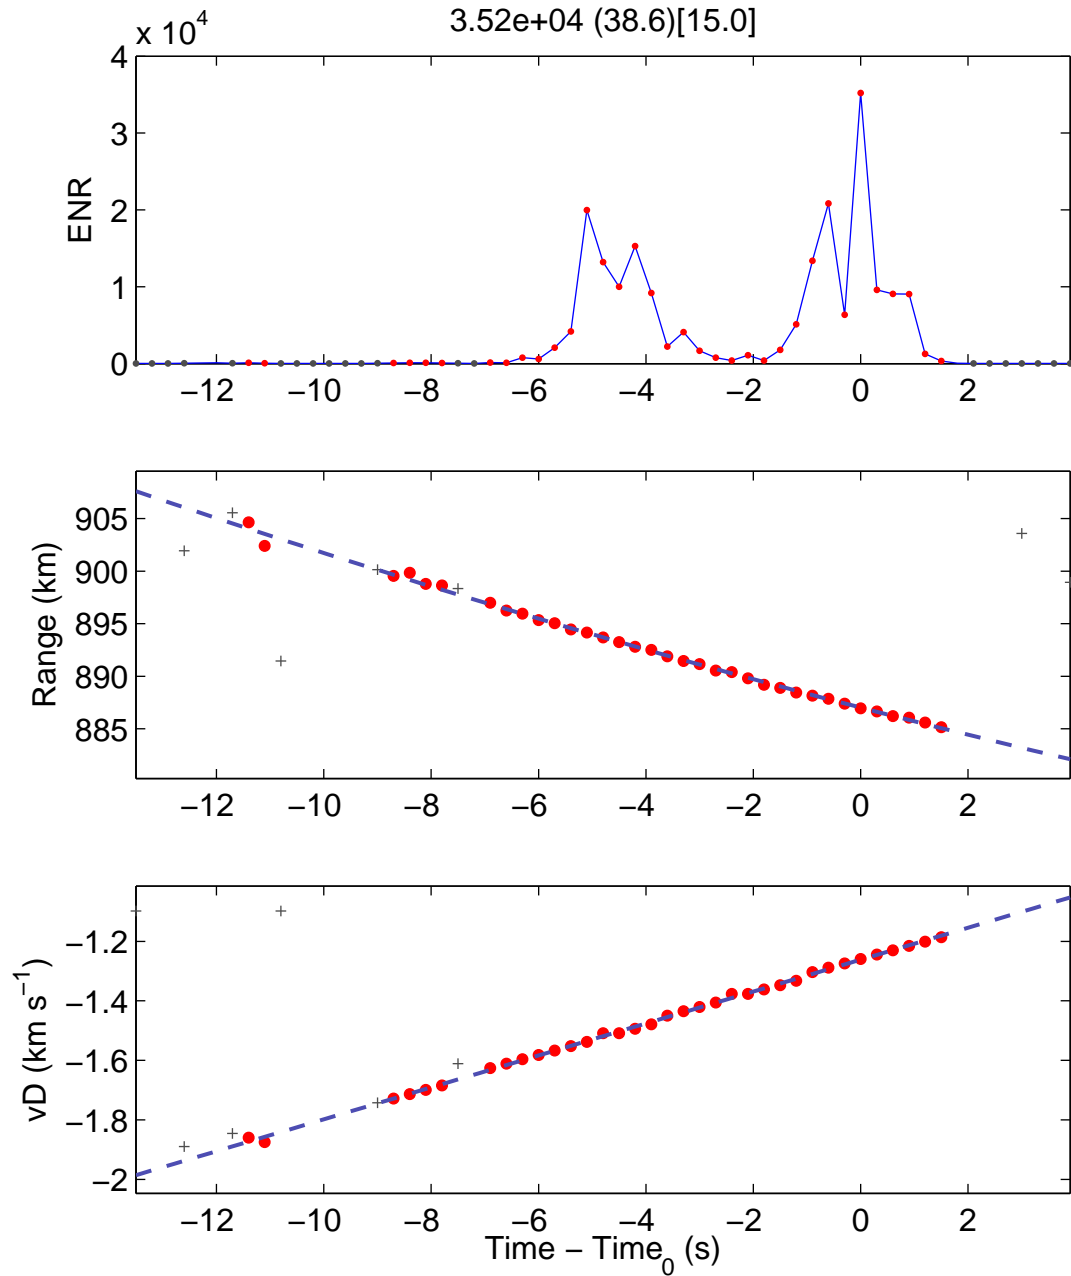 3.52e+04 (38.6)[15.0]
x 10^4
4
3
2
1
0
ENR
−12 −10 −8 −6 −4 −2 0 2
905
900
895
890
885
Range (km)
−12 −10 −8 −6 −4 −2 0 2
−1.2
−1.4
−1.6
−1.8
−2
vD (km s^−1)
−12 −10 −8 −6 −4 −2 0 2
Time − Time_0 (s)